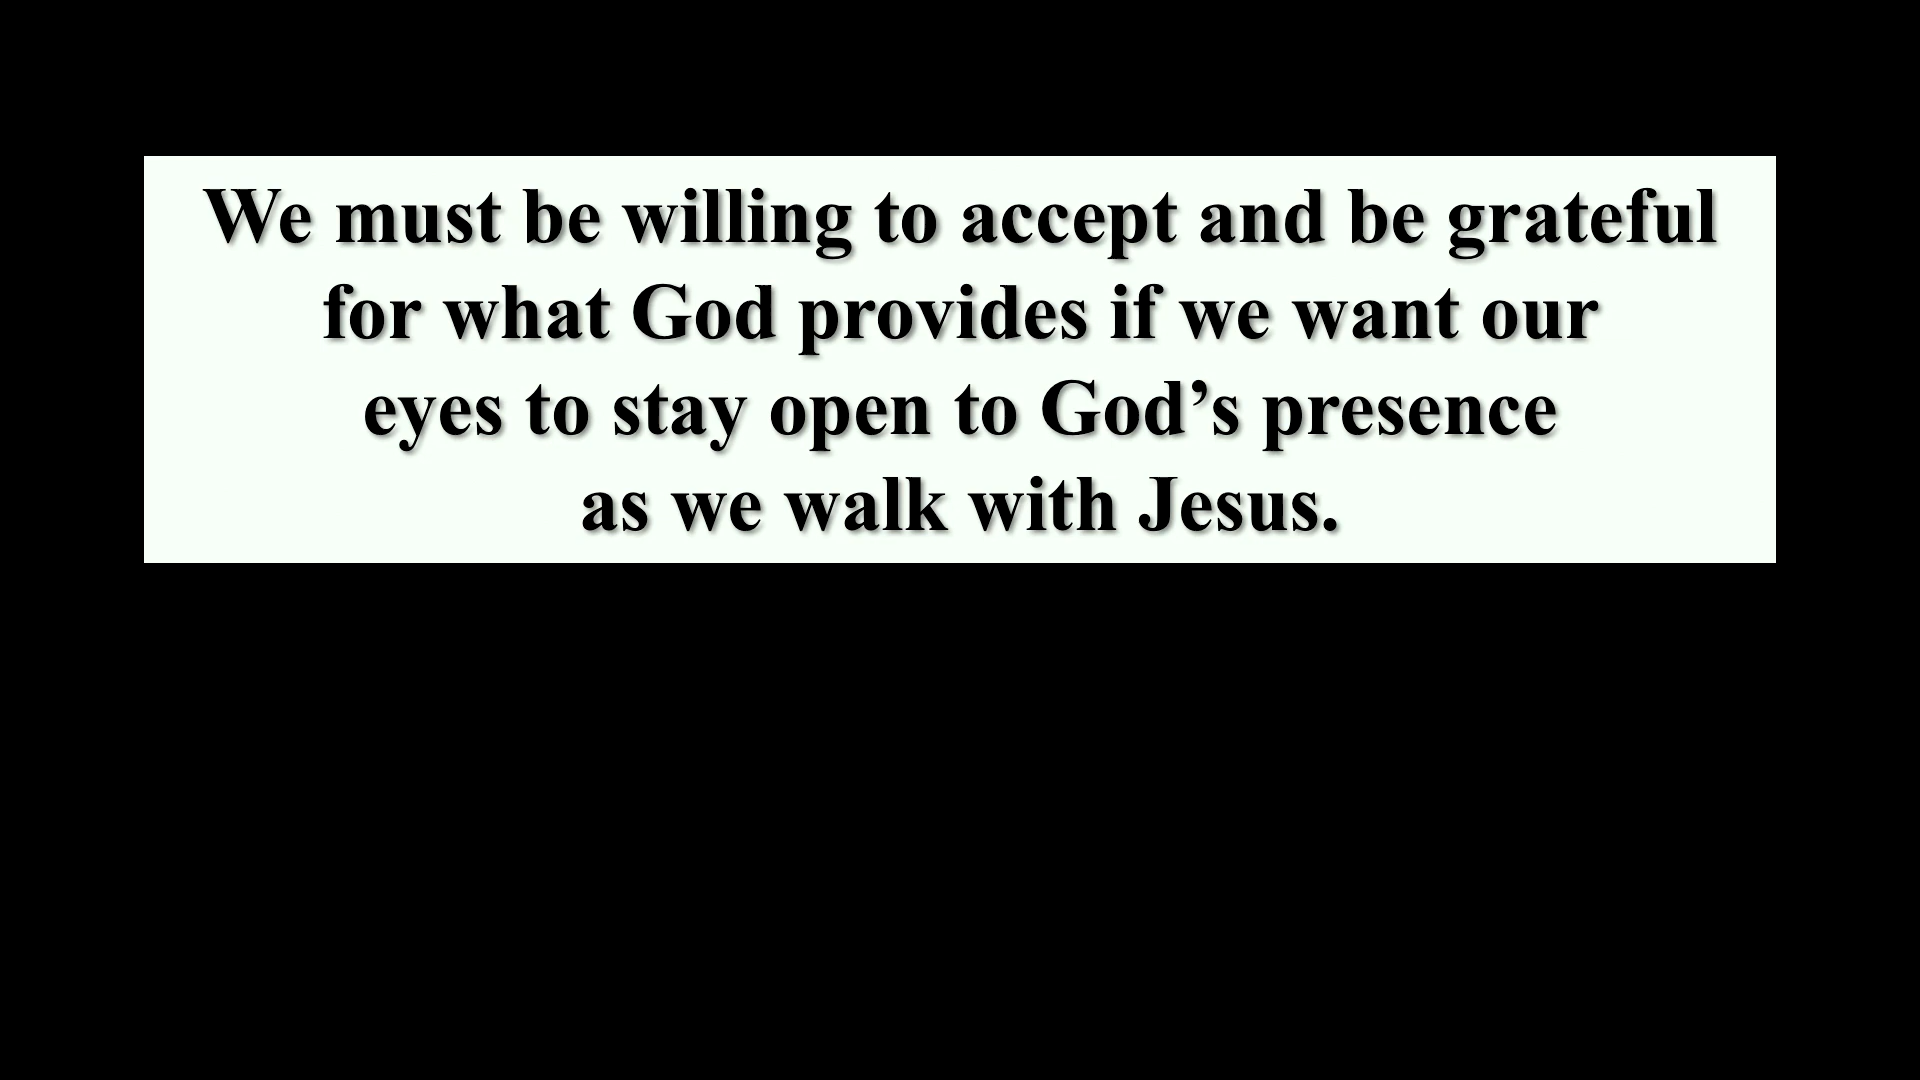 We must be willing to accept and be grateful
for what God provides if we want our
eyes to stay open to God’s presence
as we walk with Jesus.